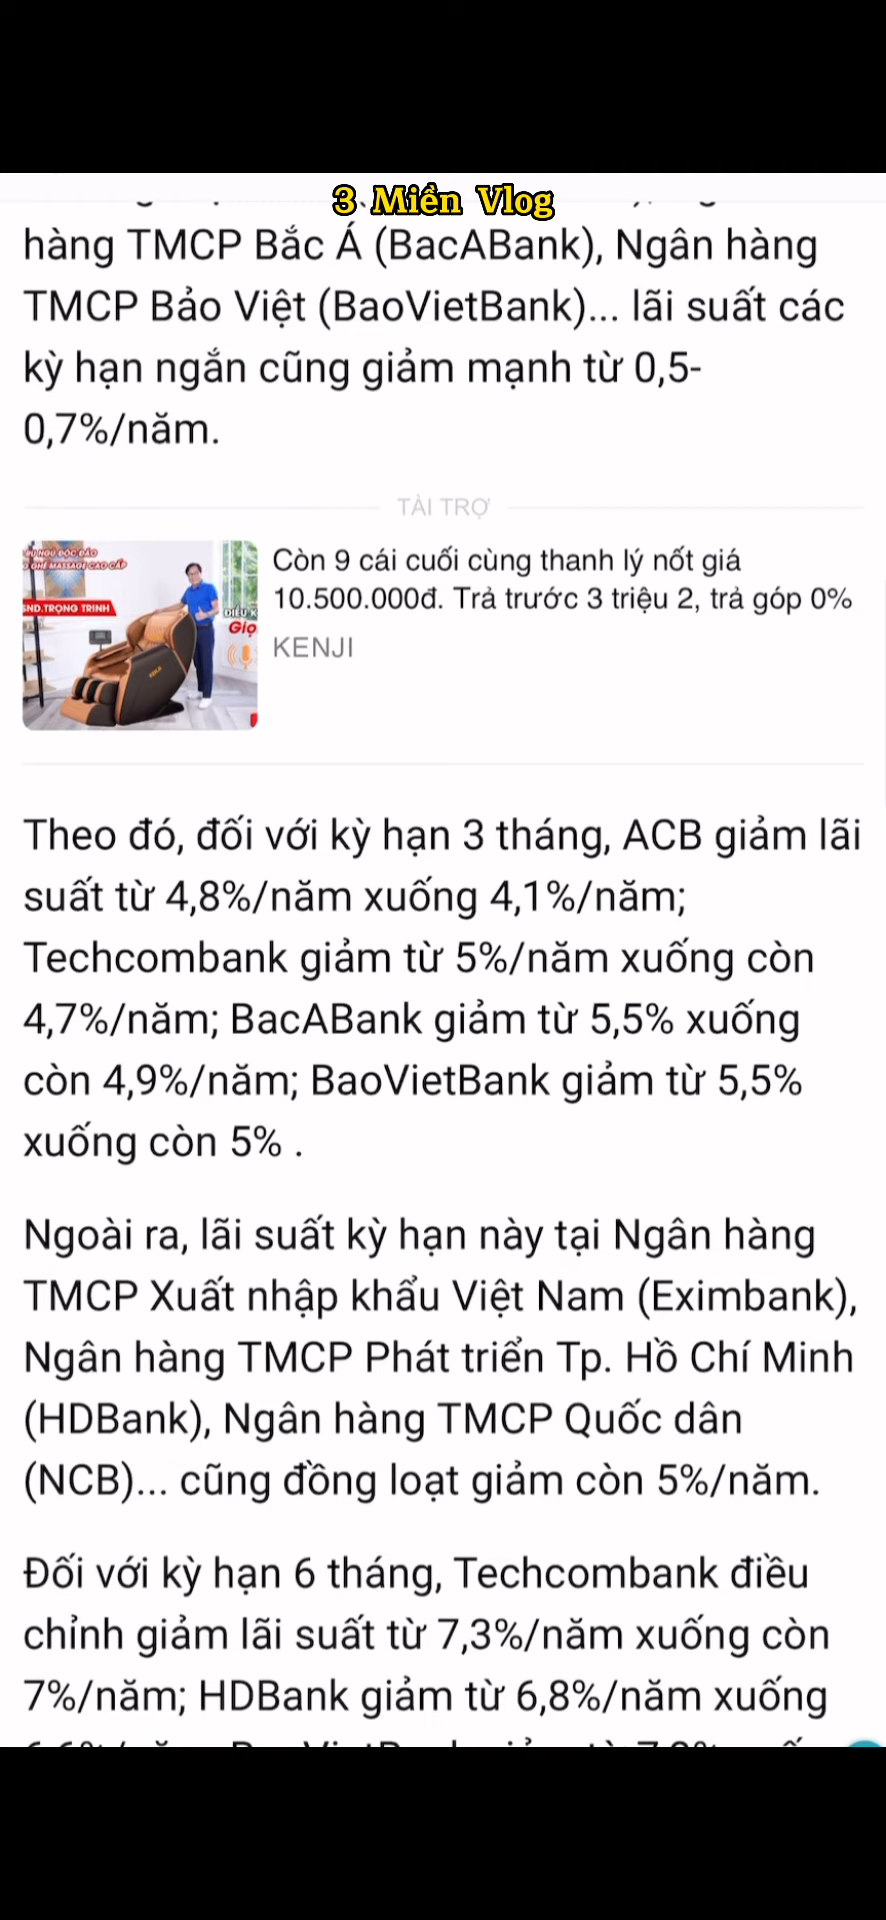 3 Miền Vlog
hàng TMCP Bắc Á (BacABank), Ngân hàng
TMCP Bảo Việt (BaoVietBank)... lãi suất các
kỳ hạn ngắn cũng giảm mạnh từ 0,5-
0,7%/năm.
TÀI TRỢ
GHẾ MASSAGE CAO CẤP
ND.TRỌNG TRINH
Còn 9 cái cuối cùng thanh lý nốt giá
10.500.000đ. Trả trước 3 triệu 2, trả góp 0%
KENJI
Theo đó, đối với kỳ hạn 3 tháng, ACB giảm lãi
suất từ 4,8%/năm xuống 4,1%/năm;
Techcombank giảm từ 5%/năm xuống còn
4,7%/năm; BacABank giảm từ 5,5% xuống
còn 4,9%/năm; BaoVietBank giảm từ 5,5%
xuống còn 5% .
Ngoài ra, lãi suất kỳ hạn này tại Ngân hàng
TMCP Xuất nhập khẩu Việt Nam (Eximbank),
Ngân hàng TMCP Phát triển Tp. Hồ Chí Minh
(HDBank), Ngân hàng TMCP Quốc dân
(NCB)... cũng đồng loạt giảm còn 5%/năm.
Đối với kỳ hạn 6 tháng, Techcombank điều
chỉnh giảm lãi suất từ 7,3%/năm xuống còn
7%/năm; HDBank giảm từ 6,8%/năm xuống